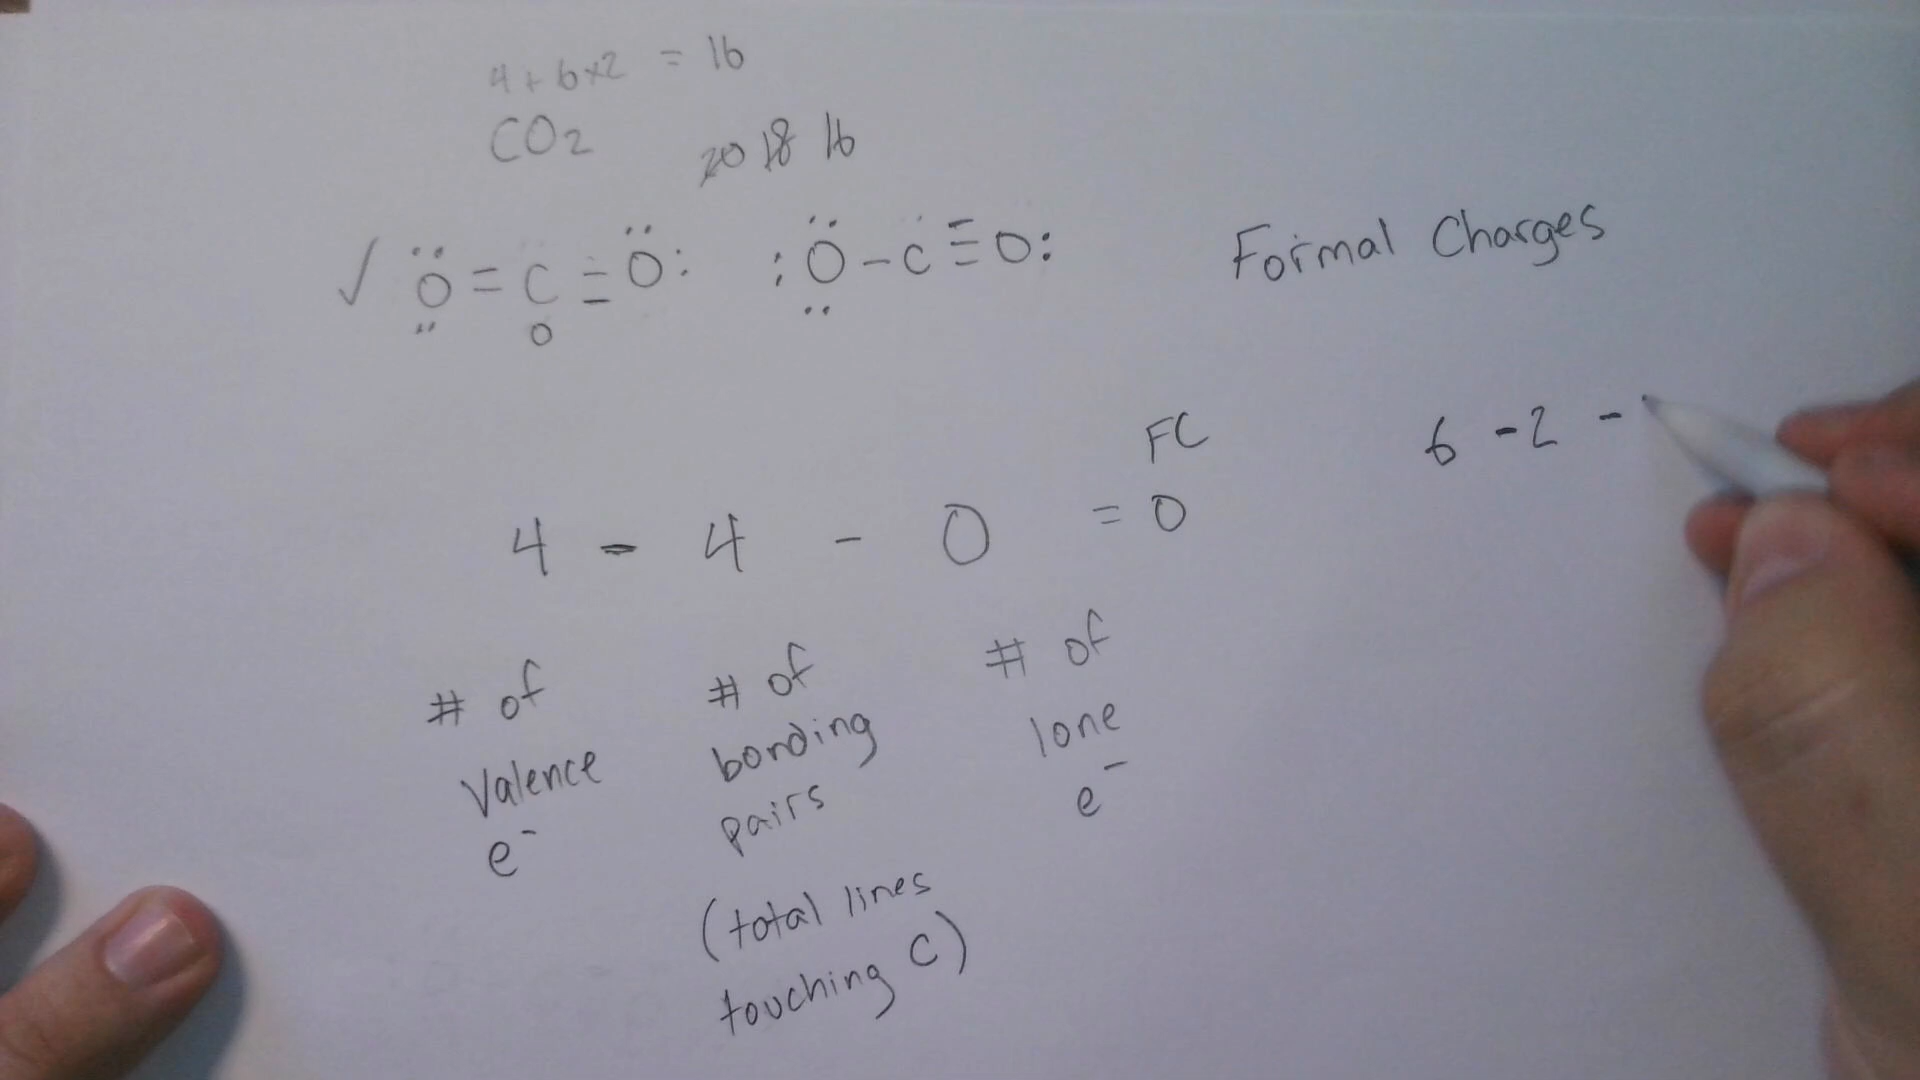 4 + 6x2 = 16
CO2
20 18 16
✓ Ö = C = Ö: :Ö - C ≡ O:
0
Formal Charges
FC
6 - 2 -
4 - 4 - 0 = 0
# of
valence
e⁻
# of
bonding
pairs
(total lines
touching C)
# of
lone
e⁻